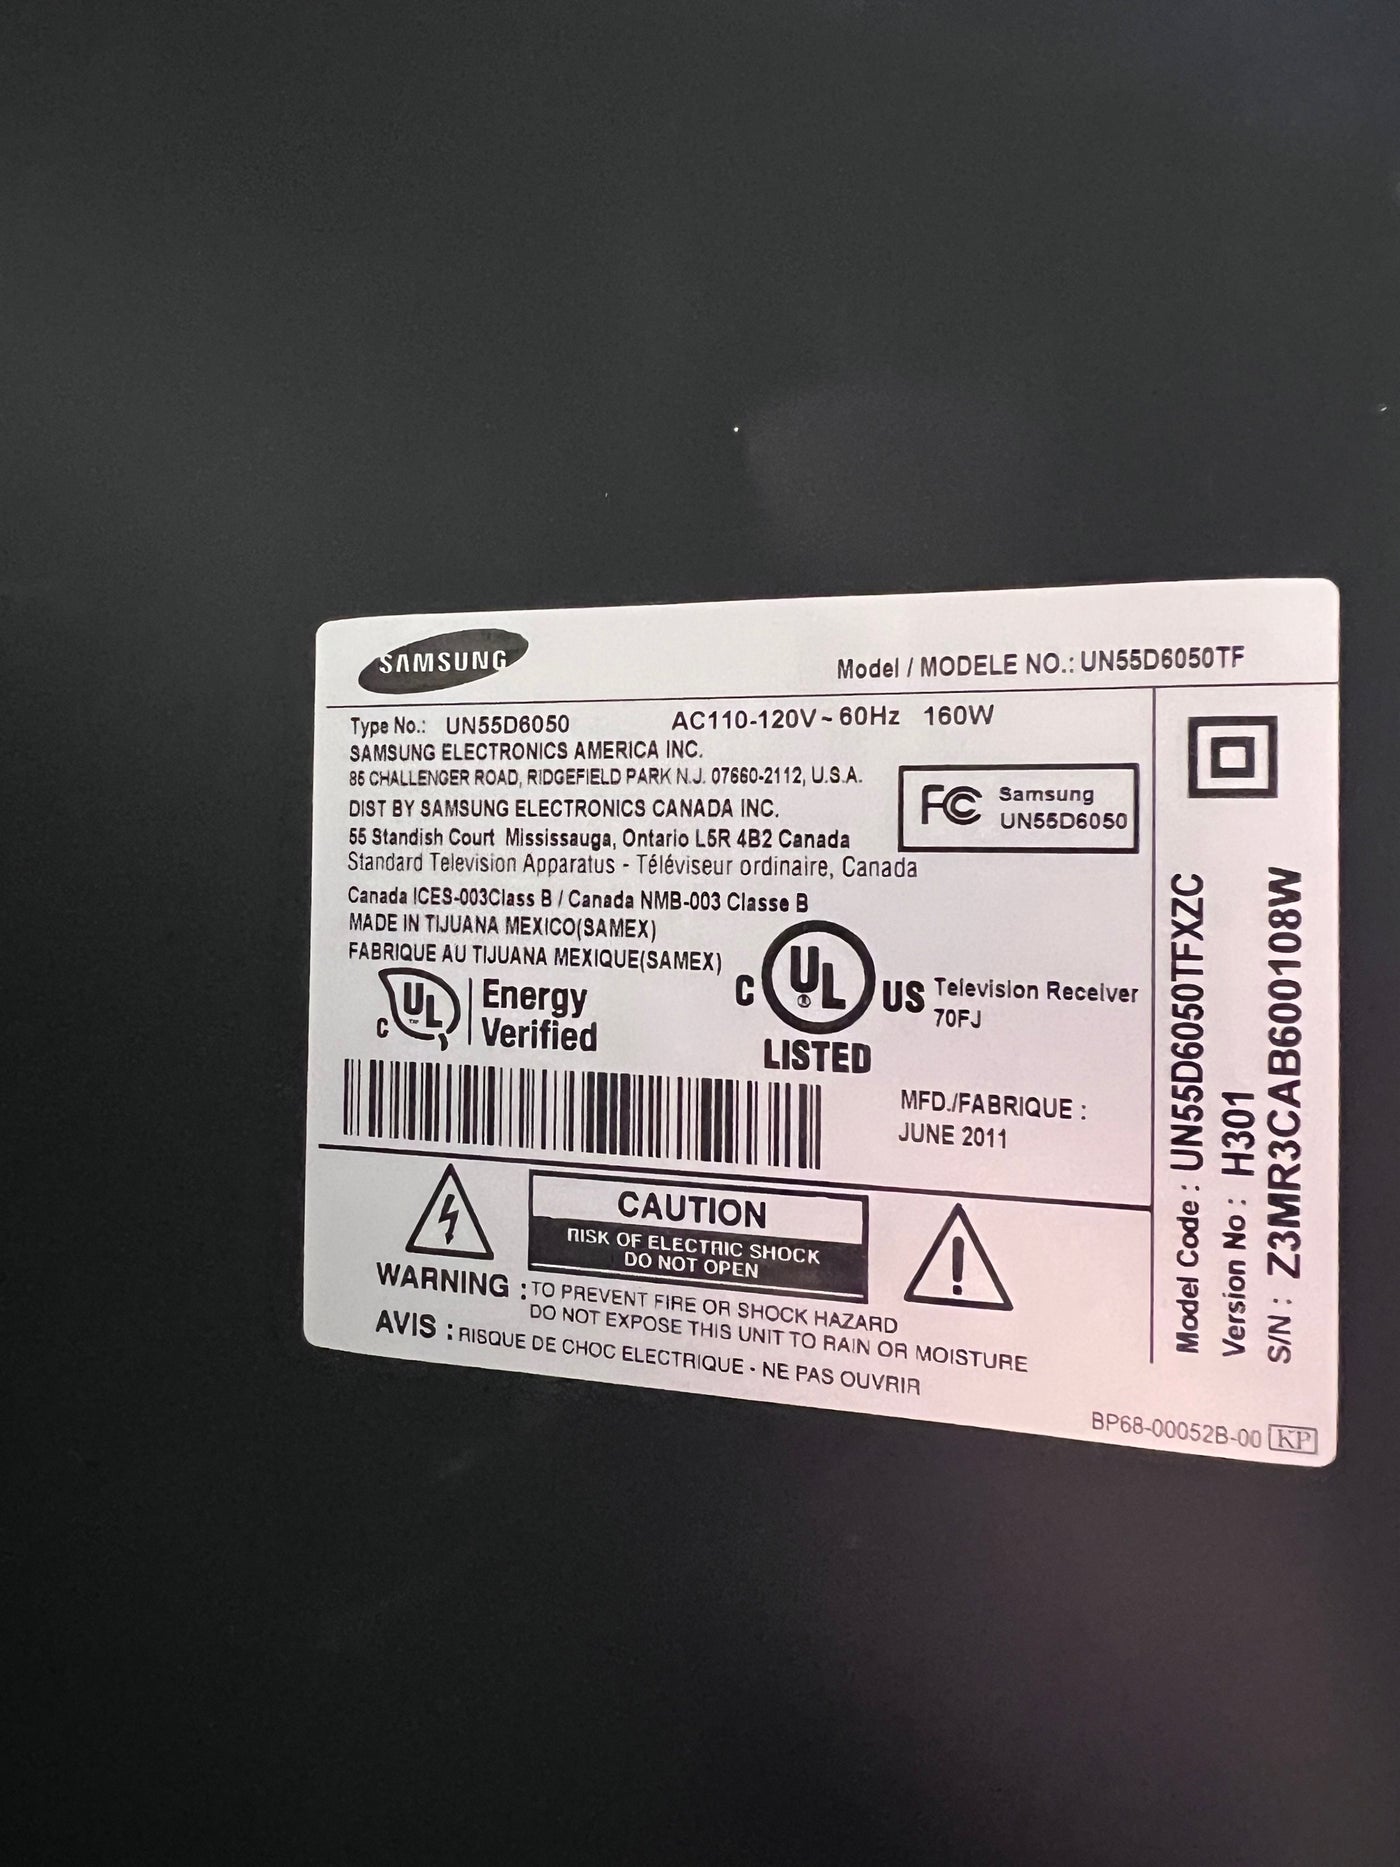 SAMSUNG
Model / MODELE NO.: UN55D6050TF
Type No.: UN55D6050 AC110-120V~60Hz 160W
SAMSUNG ELECTRONICS AMERICA INC.
85 CHALLENGER ROAD, RIDGEFIELD PARK N.J. 07660-2112, U.S.A.
DIST BY SAMSUNG ELECTRONICS CANADA INC.
55 Standish Court Mississauga, Ontario L5R 4B2 Canada
Standard Television Apparatus - Téléviseur ordinaire, Canada
Canada ICES-003Class B / Canada NMB-003 Classe B
MADE IN TIJUANA MEXICO(SAMEX)
FABRIQUE AU TIJUANA MEXIQUE(SAMEX)
FC Samsung
UN55D6050
C UL Energy
Verified
C UL US
LISTED
Television Receiver
70FJ
MFD./FABRIQUE :
JUNE 2011
CAUTION
RISK OF ELECTRIC SHOCK
DO NOT OPEN
WARNING : TO PREVENT FIRE OR SHOCK HAZARD
DO NOT EXPOSE THIS UNIT TO RAIN OR MOISTURE
AVIS : RISQUE DE CHOC ELECTRIQUE - NE PAS OUVRIR
Model Code : UN55D6050TFXZC
Version No : H301
S/N : Z3MR3CAB600108W
BP68-00052B-00 KP